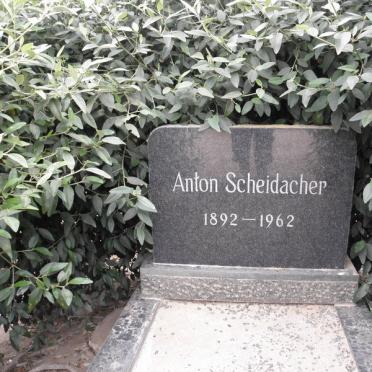 Anton Scheidacher
1892 — 1962